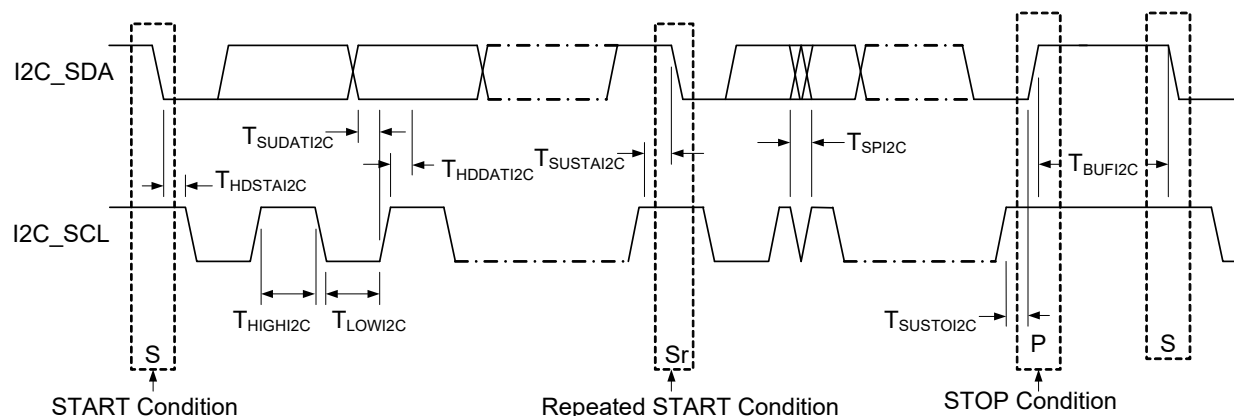 I2C_SDA
TSUDATI2C
THDDATI2C
TSUSTAI2C
TSPI2C
TBUFI2C
THDSTAI2C
I2C_SCL
THIGHI2C
TLOWI2C
TSUSTOI2C
S
Sr
P
S
START Condition
Repeated START Condition
STOP Condition